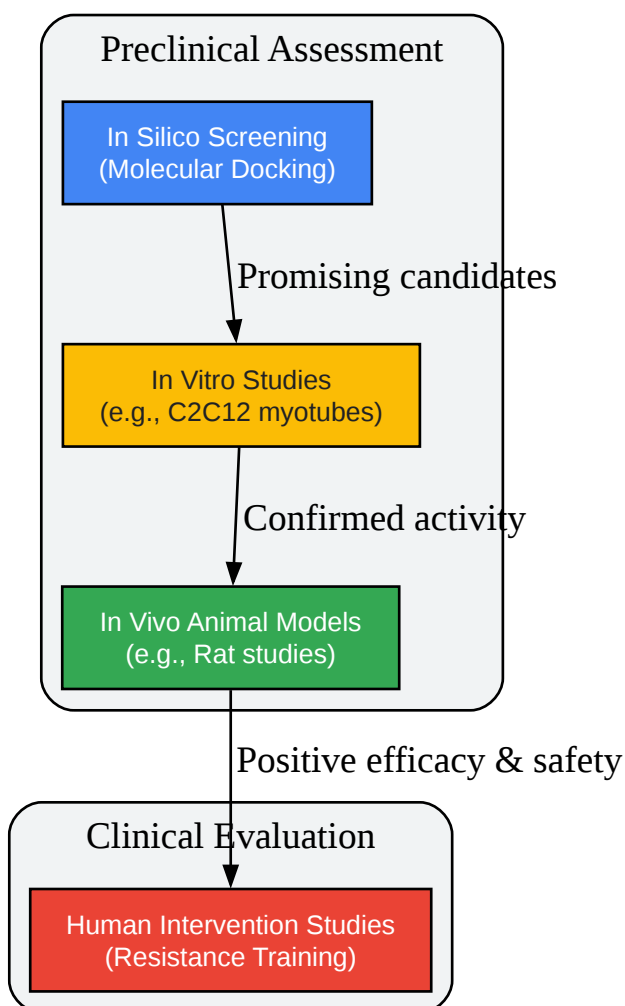 Preclinical Assessment
In Silico Screening
(Molecular Docking)
Promising candidates
In Vitro Studies
(e.g., C2C12 myotubes)
Confirmed activity
In Vivo Animal Models
(e.g., Rat studies)
Positive efficacy & safety
Clinical Evaluation
Human Intervention Studies
(Resistance Training)